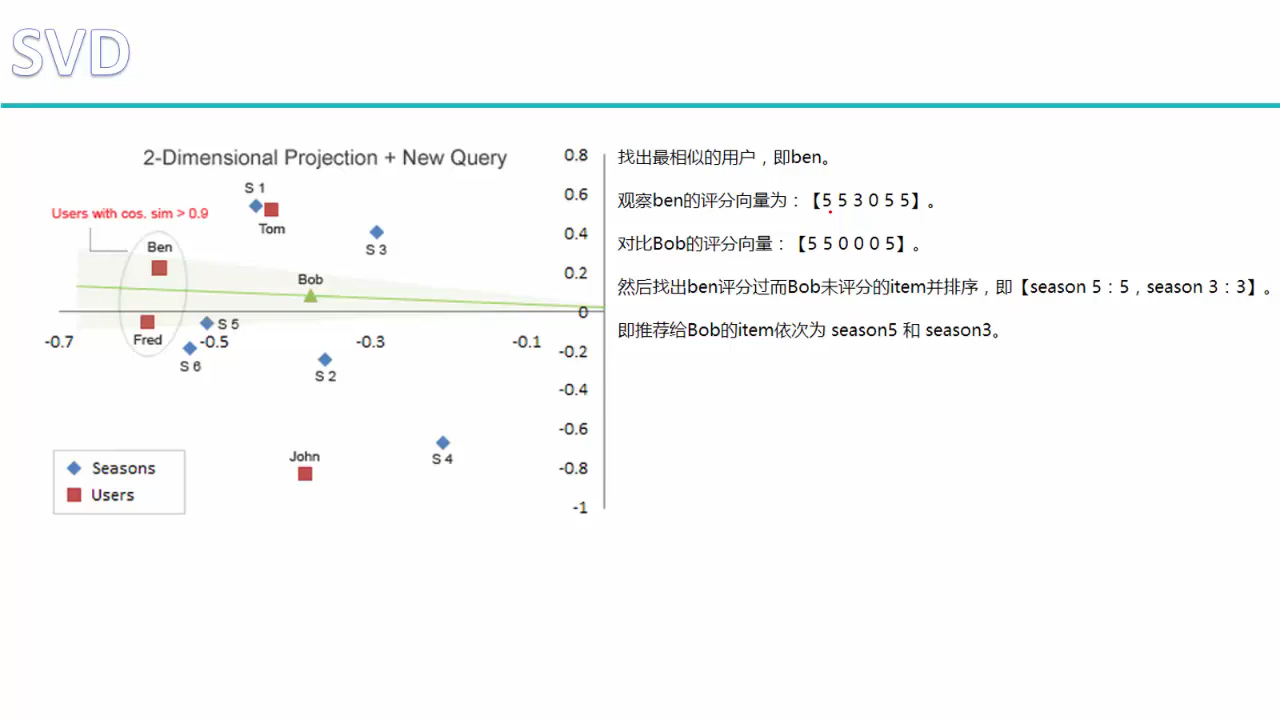 SVD
2-Dimensional Projection + New Query
Users with cos. sim > 0.9
S 1
Tom
S 3
Ben
Bob
Fred
S 5
S 6
S 2
John
S 4
0.8
0.6
0.4
0.2
0
-0.2
-0.4
-0.6
-0.8
-1
-0.7
-0.5
-0.3
-0.1
Seasons
Users
找出最相似的用户，即ben。
观察ben的评分向量为：【5 5 3 0 5 5】。
对比Bob的评分向量：【5 5 0 0 0 5】。
然后找出ben评分过而Bob未评分的item并排序，即【season 5：5，season 3：3】。
即推荐给Bob的item依次为 season5 和 season3。